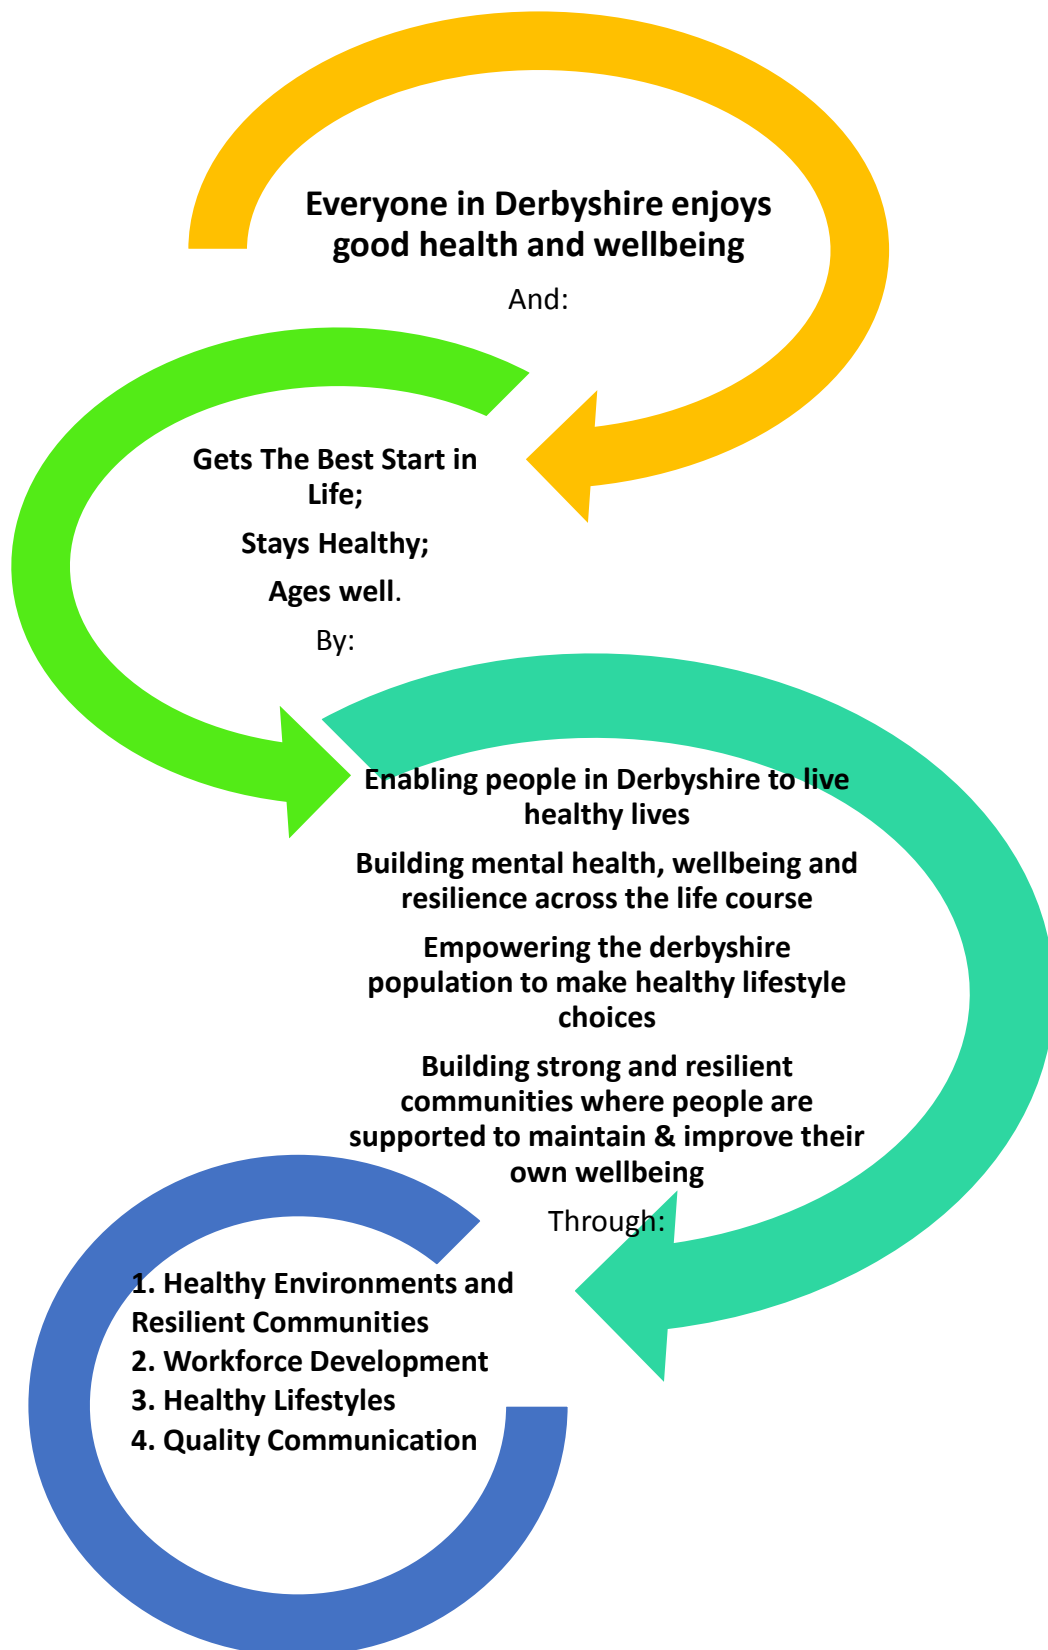 Everyone in Derbyshire enjoys
good health and wellbeing
And:
Gets The Best Start in
Life;
Stays Healthy;
Ages well.
By:
Enabling people in Derbyshire to live
healthy lives
Building mental health, wellbeing and
resilience across the life course
Empowering the derbyshire
population to make healthy lifestyle
choices
Building strong and resilient
communities where people are
supported to maintain & improve their
own wellbeing
Through:
1. Healthy Environments and
Resilient Communities
2. Workforce Development
3. Healthy Lifestyles
4. Quality Communication